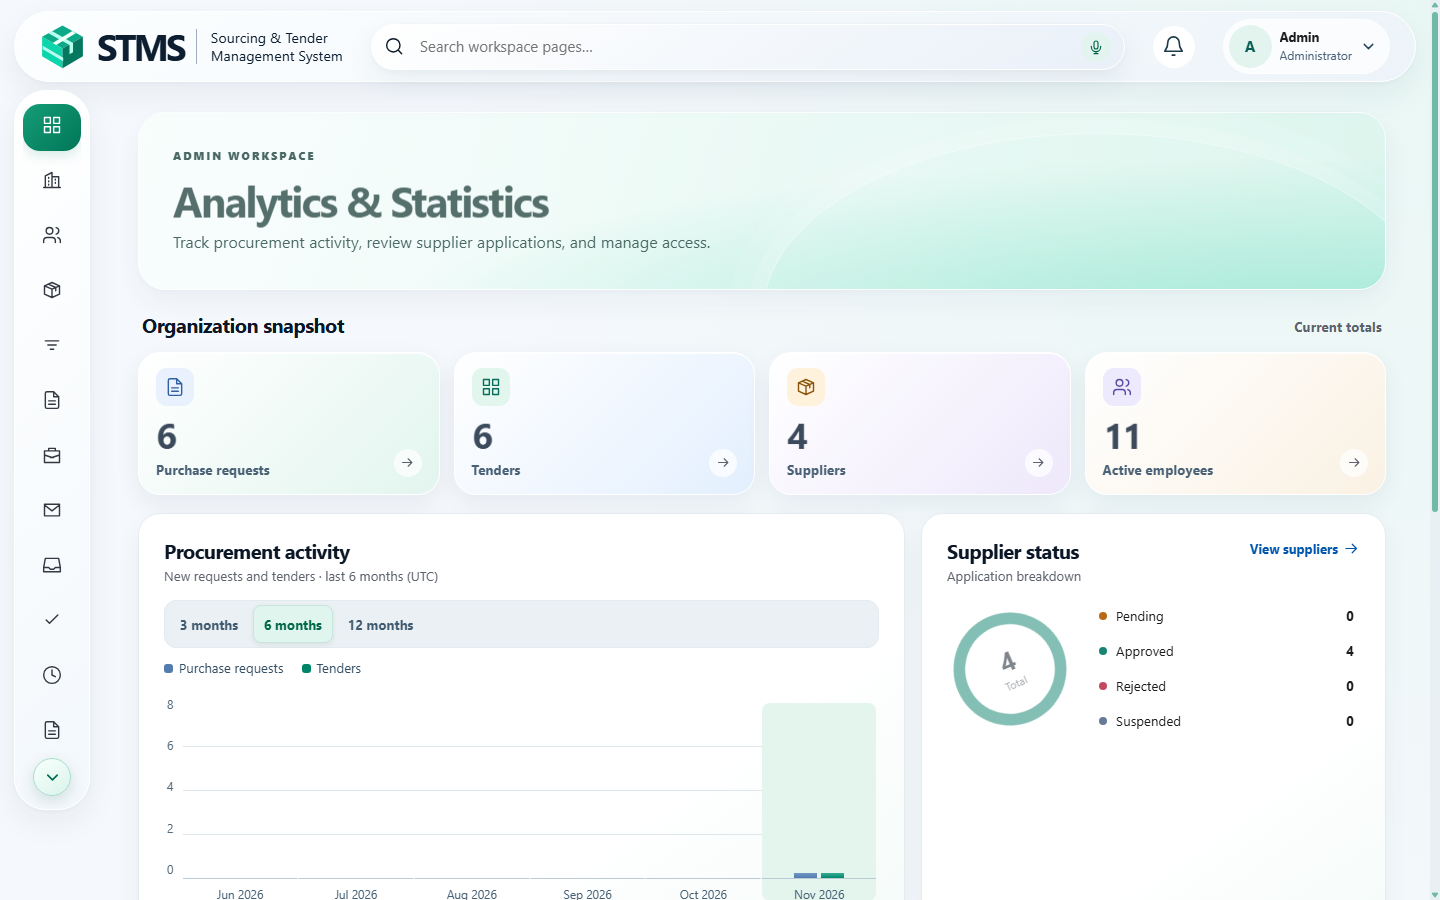 STMS
Sourcing & Tender
Management System
Search workspace pages...
A
Admin
Administrator
ADMIN WORKSPACE
Analytics & Statistics
Track procurement activity, review supplier applications, and manage access.
Organization snapshot
Current totals
6
Purchase requests
6
Tenders
4
Suppliers
11
Active employees
Procurement activity
New requests and tenders · last 6 months (UTC)
3 months
6 months
12 months
Purchase requests
Tenders
8
6
4
2
0
Jun 2026
Jul 2026
Aug 2026
Sep 2026
Oct 2026
Nov 2026
Supplier status
View suppliers
Application breakdown
4
Total
Pending 0
Approved 4
Rejected 0
Suspended 0